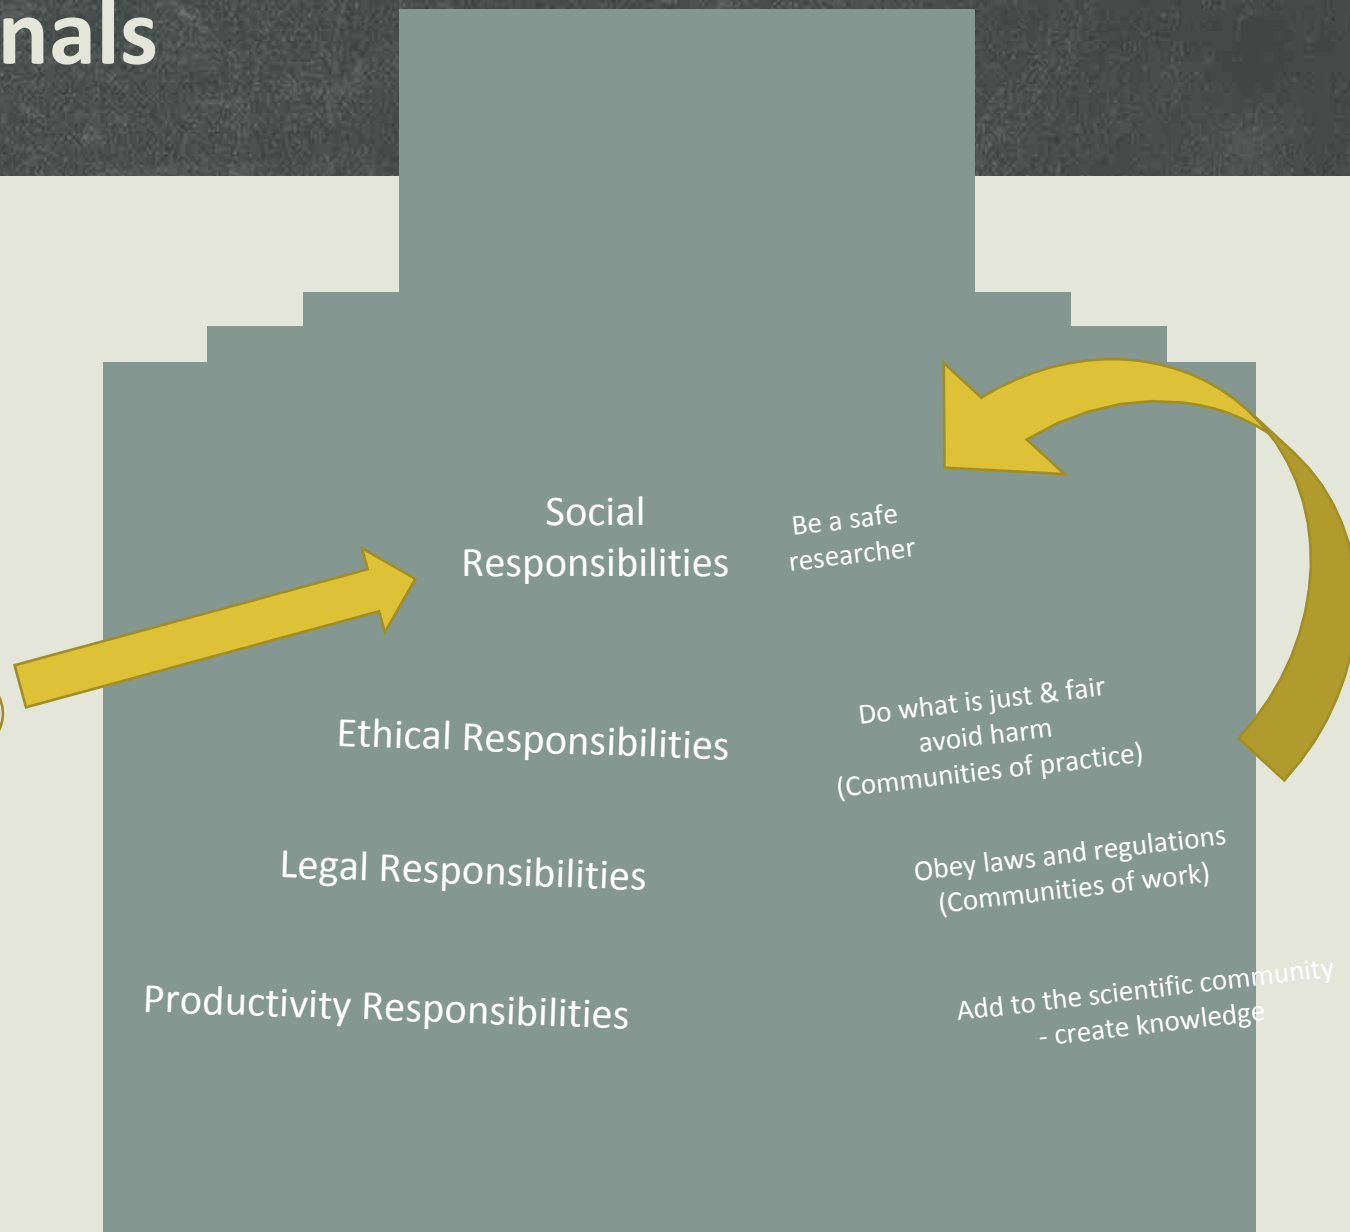 nals
Social
Responsibilities
Be a safe
researcher
Ethical Responsibilities
Do what is just & fair
avoid harm
(Communities of practice)
Legal Responsibilities
Obey laws and regulations
(Communities of work)
Productivity Responsibilities
Add to the scientific community
- create knowledge